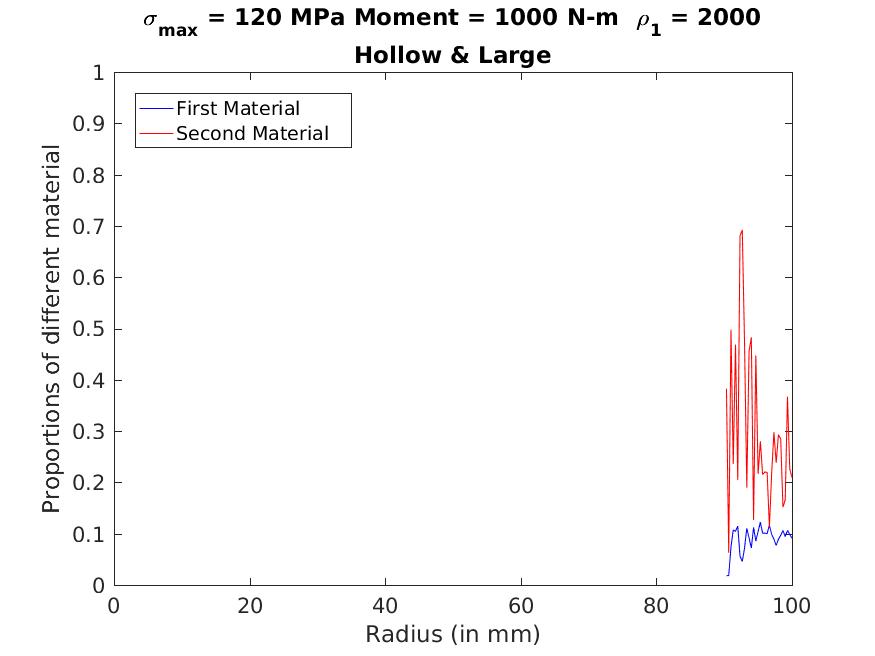 σmax = 120 MPa Moment = 1000 N-m ρ1 = 2000
Hollow & Large
First Material
Second Material
Proportions of different material
1
0.9
0.8
0.7
0.6
0.5
0.4
0.3
0.2
0.1
0
0 20 40 60 80 100
Radius (in mm)